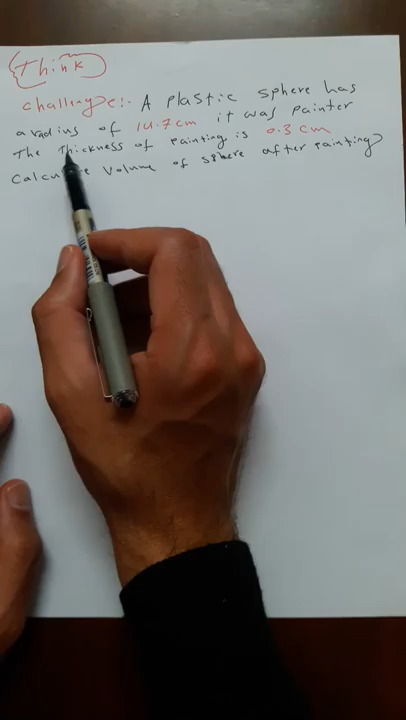 Think
challenge:. A plastic sphere has
a radius of 14.7cm it was painter
The Thickness of painting is 0.3 cm
Volume of sphere after painting?